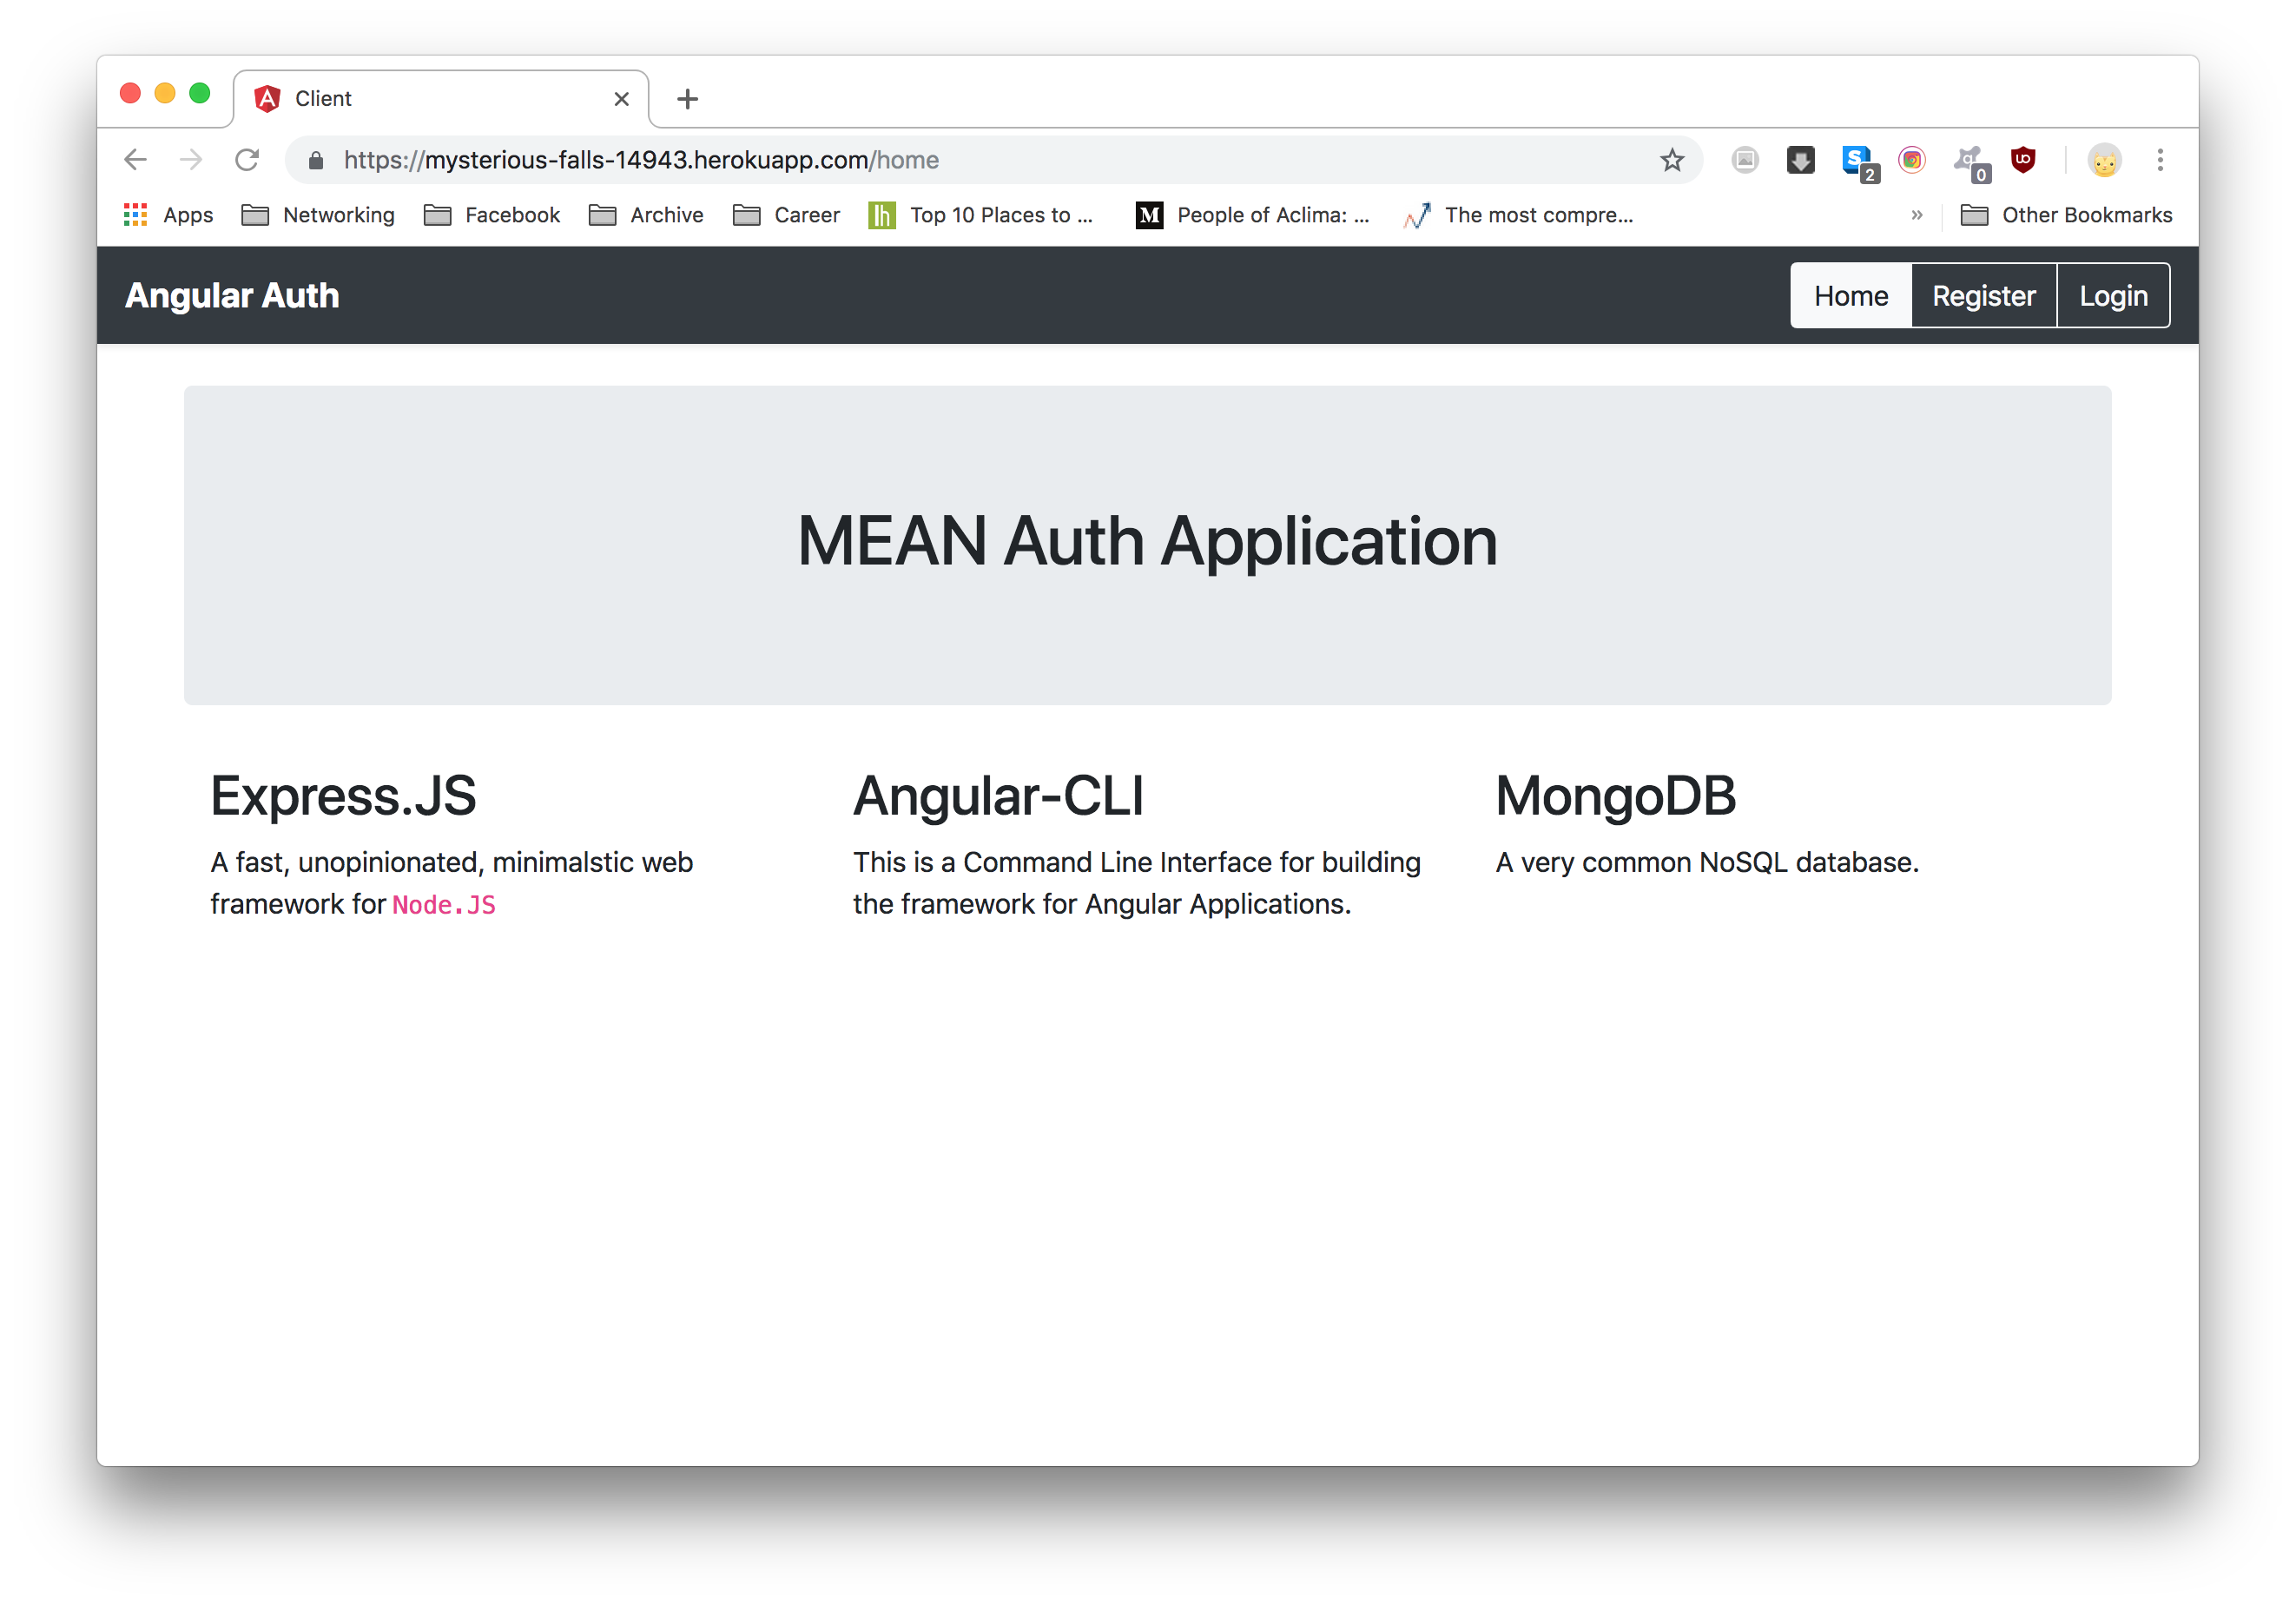 Client
https://mysterious-falls-14943.herokuapp.com/home
2
0
Apps Networking Facebook Archive Career Top 10 Places to ... People of Aclima: ... The most compre... » Other Bookmarks
Angular Auth Home Register Login
MEAN Auth Application
Express.JS
A fast, unopinionated, minimalstic web
framework for Node.JS
Angular-CLI
This is a Command Line Interface for building
the framework for Angular Applications.
MongoDB
A very common NoSQL database.